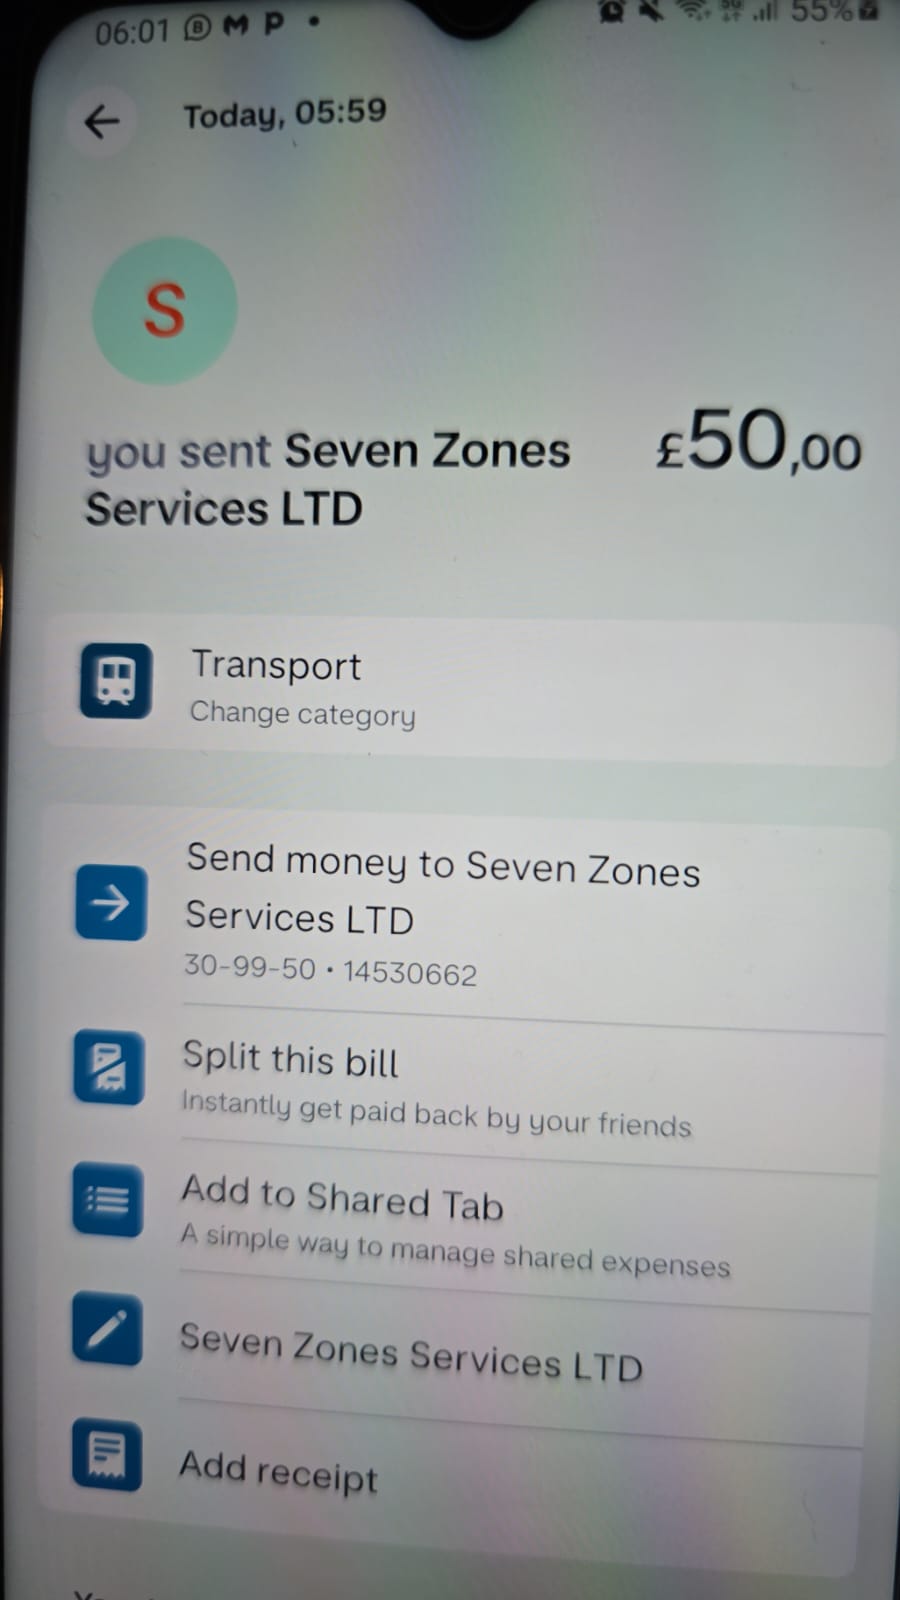 06:01 B M P •
55%
Today, 05:59
S
you sent Seven Zones
Services LTD
£50,00
Transport
Change category
Send money to Seven Zones
Services LTD
30-99-50 • 14530662
Split this bill
Instantly get paid back by your friends
Add to Shared Tab
A simple way to manage shared expenses
Seven Zones Services LTD
Add receipt